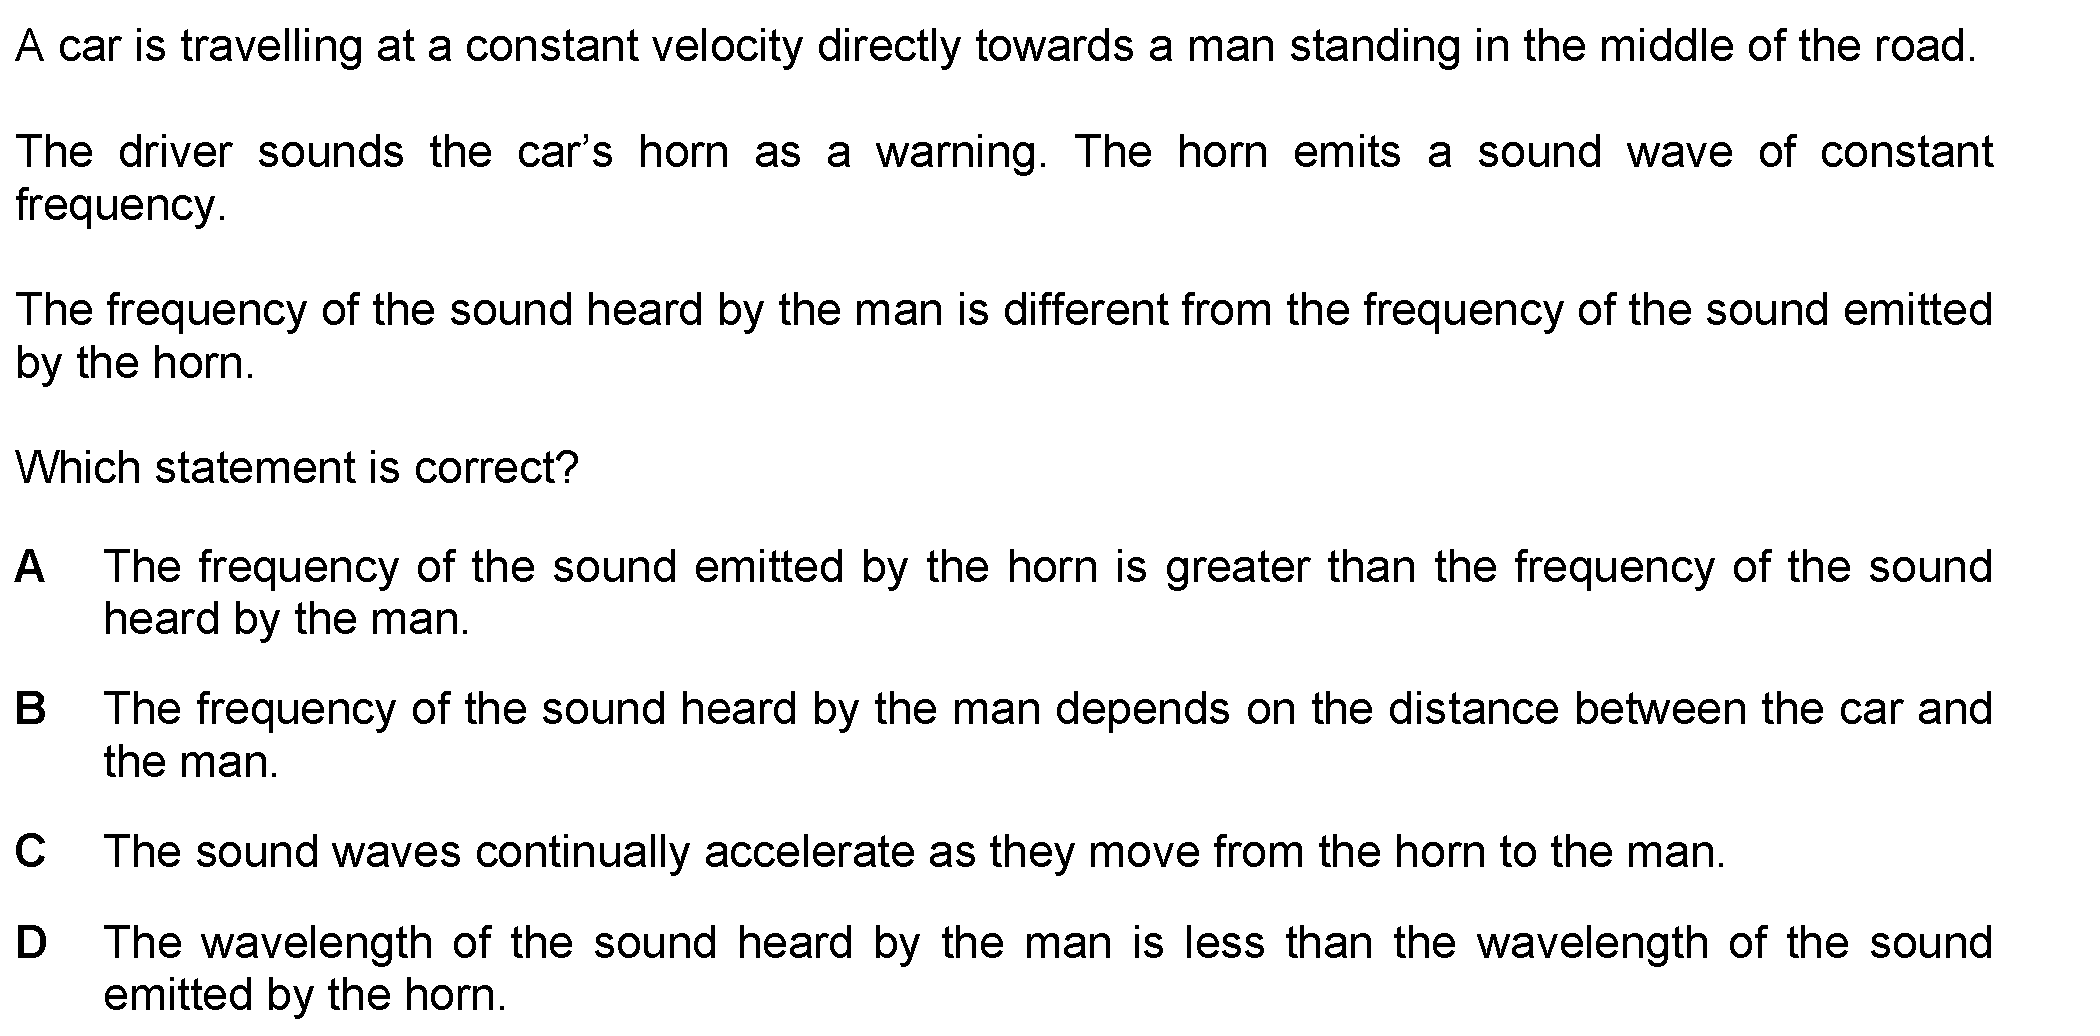 A car is travelling at a constant velocity directly towards a man standing in the middle of the road.
The driver sounds the car’s horn as a warning. The horn emits a sound wave of constant
frequency.
The frequency of the sound heard by the man is different from the frequency of the sound emitted
by the horn.
Which statement is correct?
A The frequency of the sound emitted by the horn is greater than the frequency of the sound
heard by the man.
B The frequency of the sound heard by the man depends on the distance between the car and
the man.
C The sound waves continually accelerate as they move from the horn to the man.
D The wavelength of the sound heard by the man is less than the wavelength of the sound
emitted by the horn.